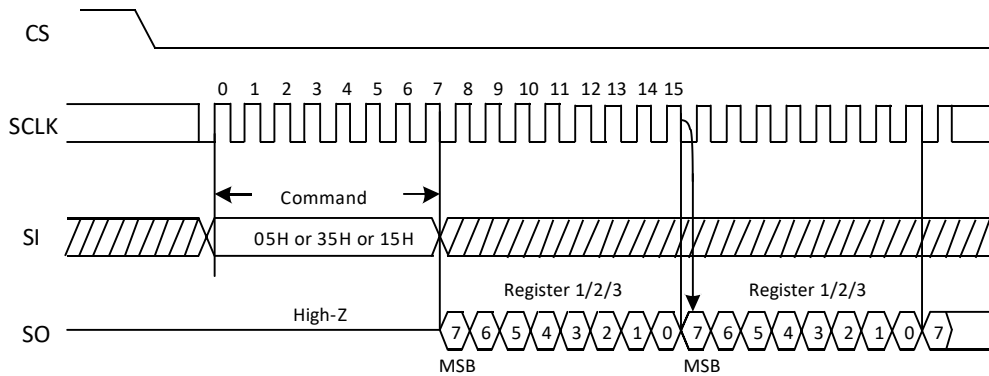 CS
0 1 2 3 4 5 6 7 8 9 10 11 12 13 14 15
SCLK
Command
SI
05H or 35H or 15H
Register 1/2/3 Register 1/2/3
High-Z
SO
7 6 5 4 3 2 1 0 7 6 5 4 3 2 1 0 7
MSB MSB